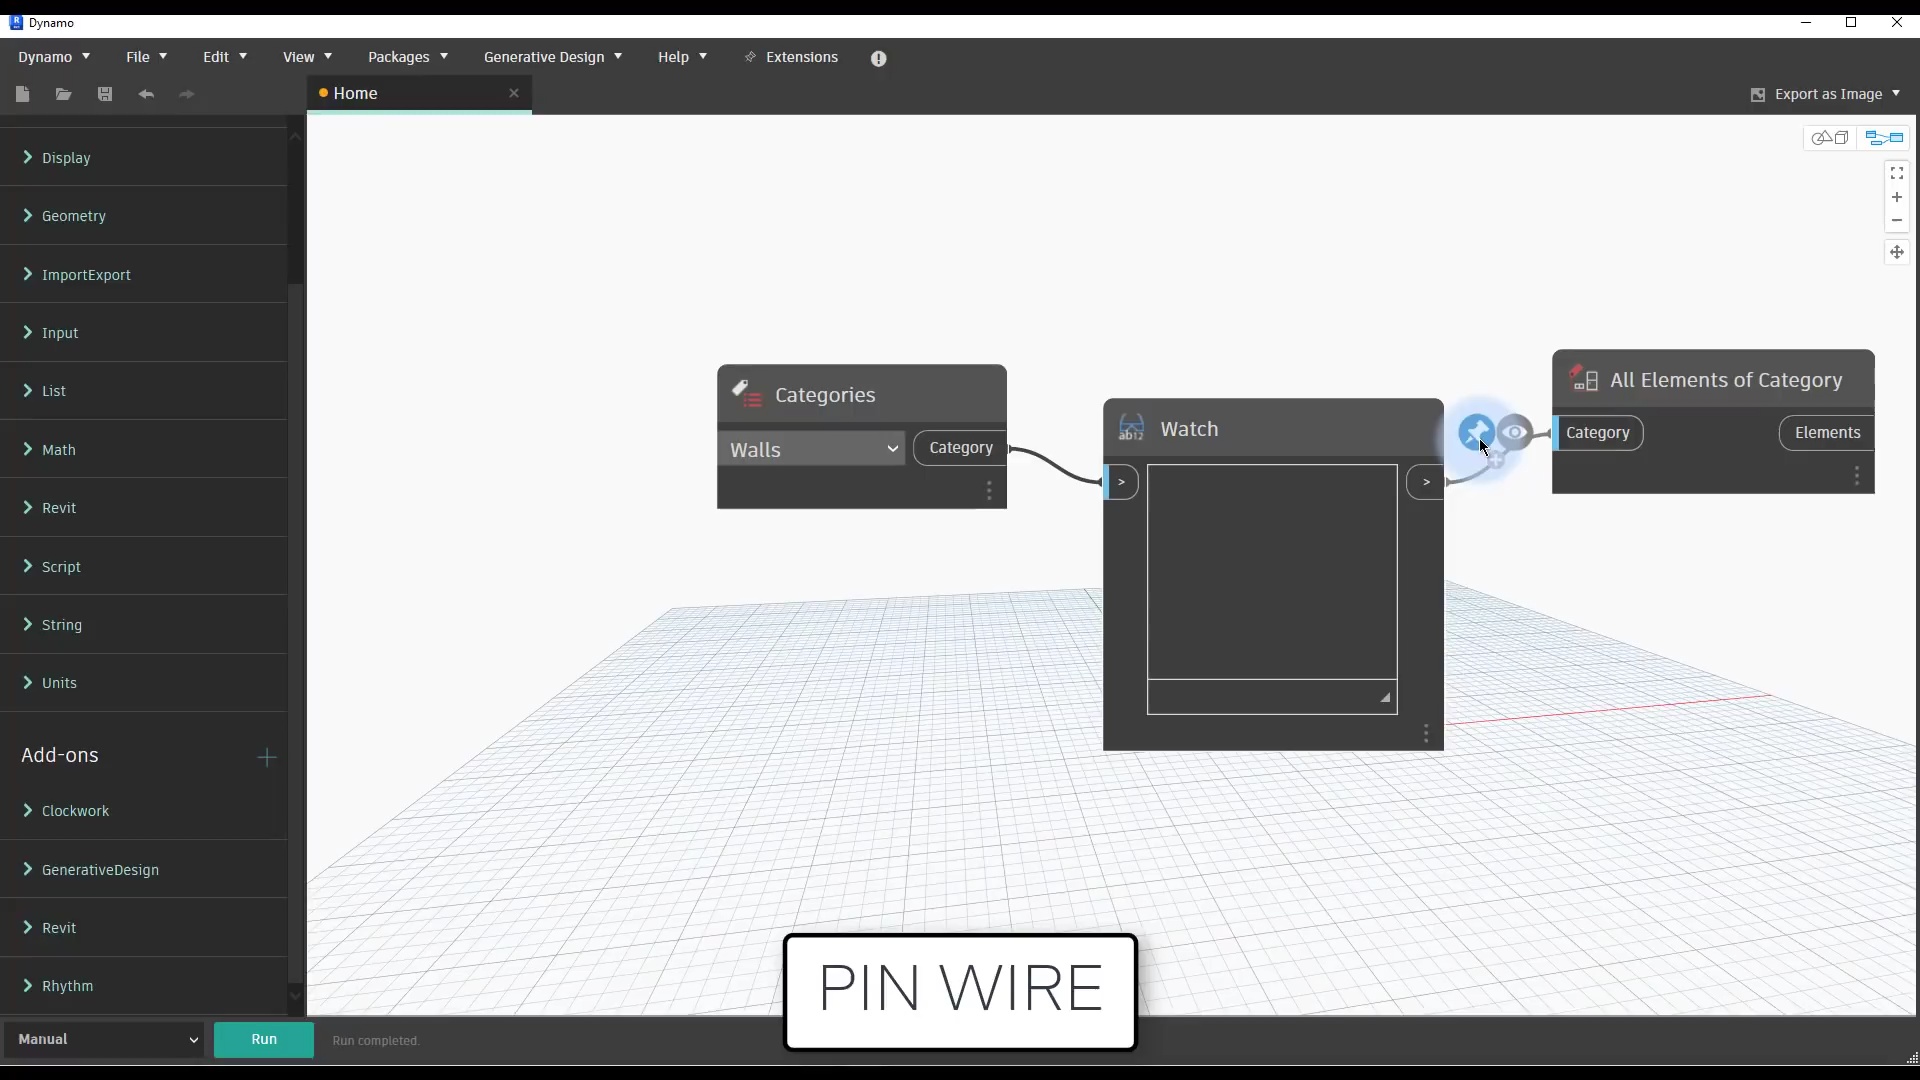 Dynamo
Dynamo File Edit View Packages Generative Design Help Extensions
Home
Export as Image
Display
Geometry
ImportExport
Input
List
Math
Revit
Script
String
Units
Add-ons
Clockwork
GenerativeDesign
Revit
Rhythm
Categories
Walls
Category
Watch
ab12
>
>
All Elements of Category
Category
Elements
PIN WIRE
Manual
Run
Run completed.